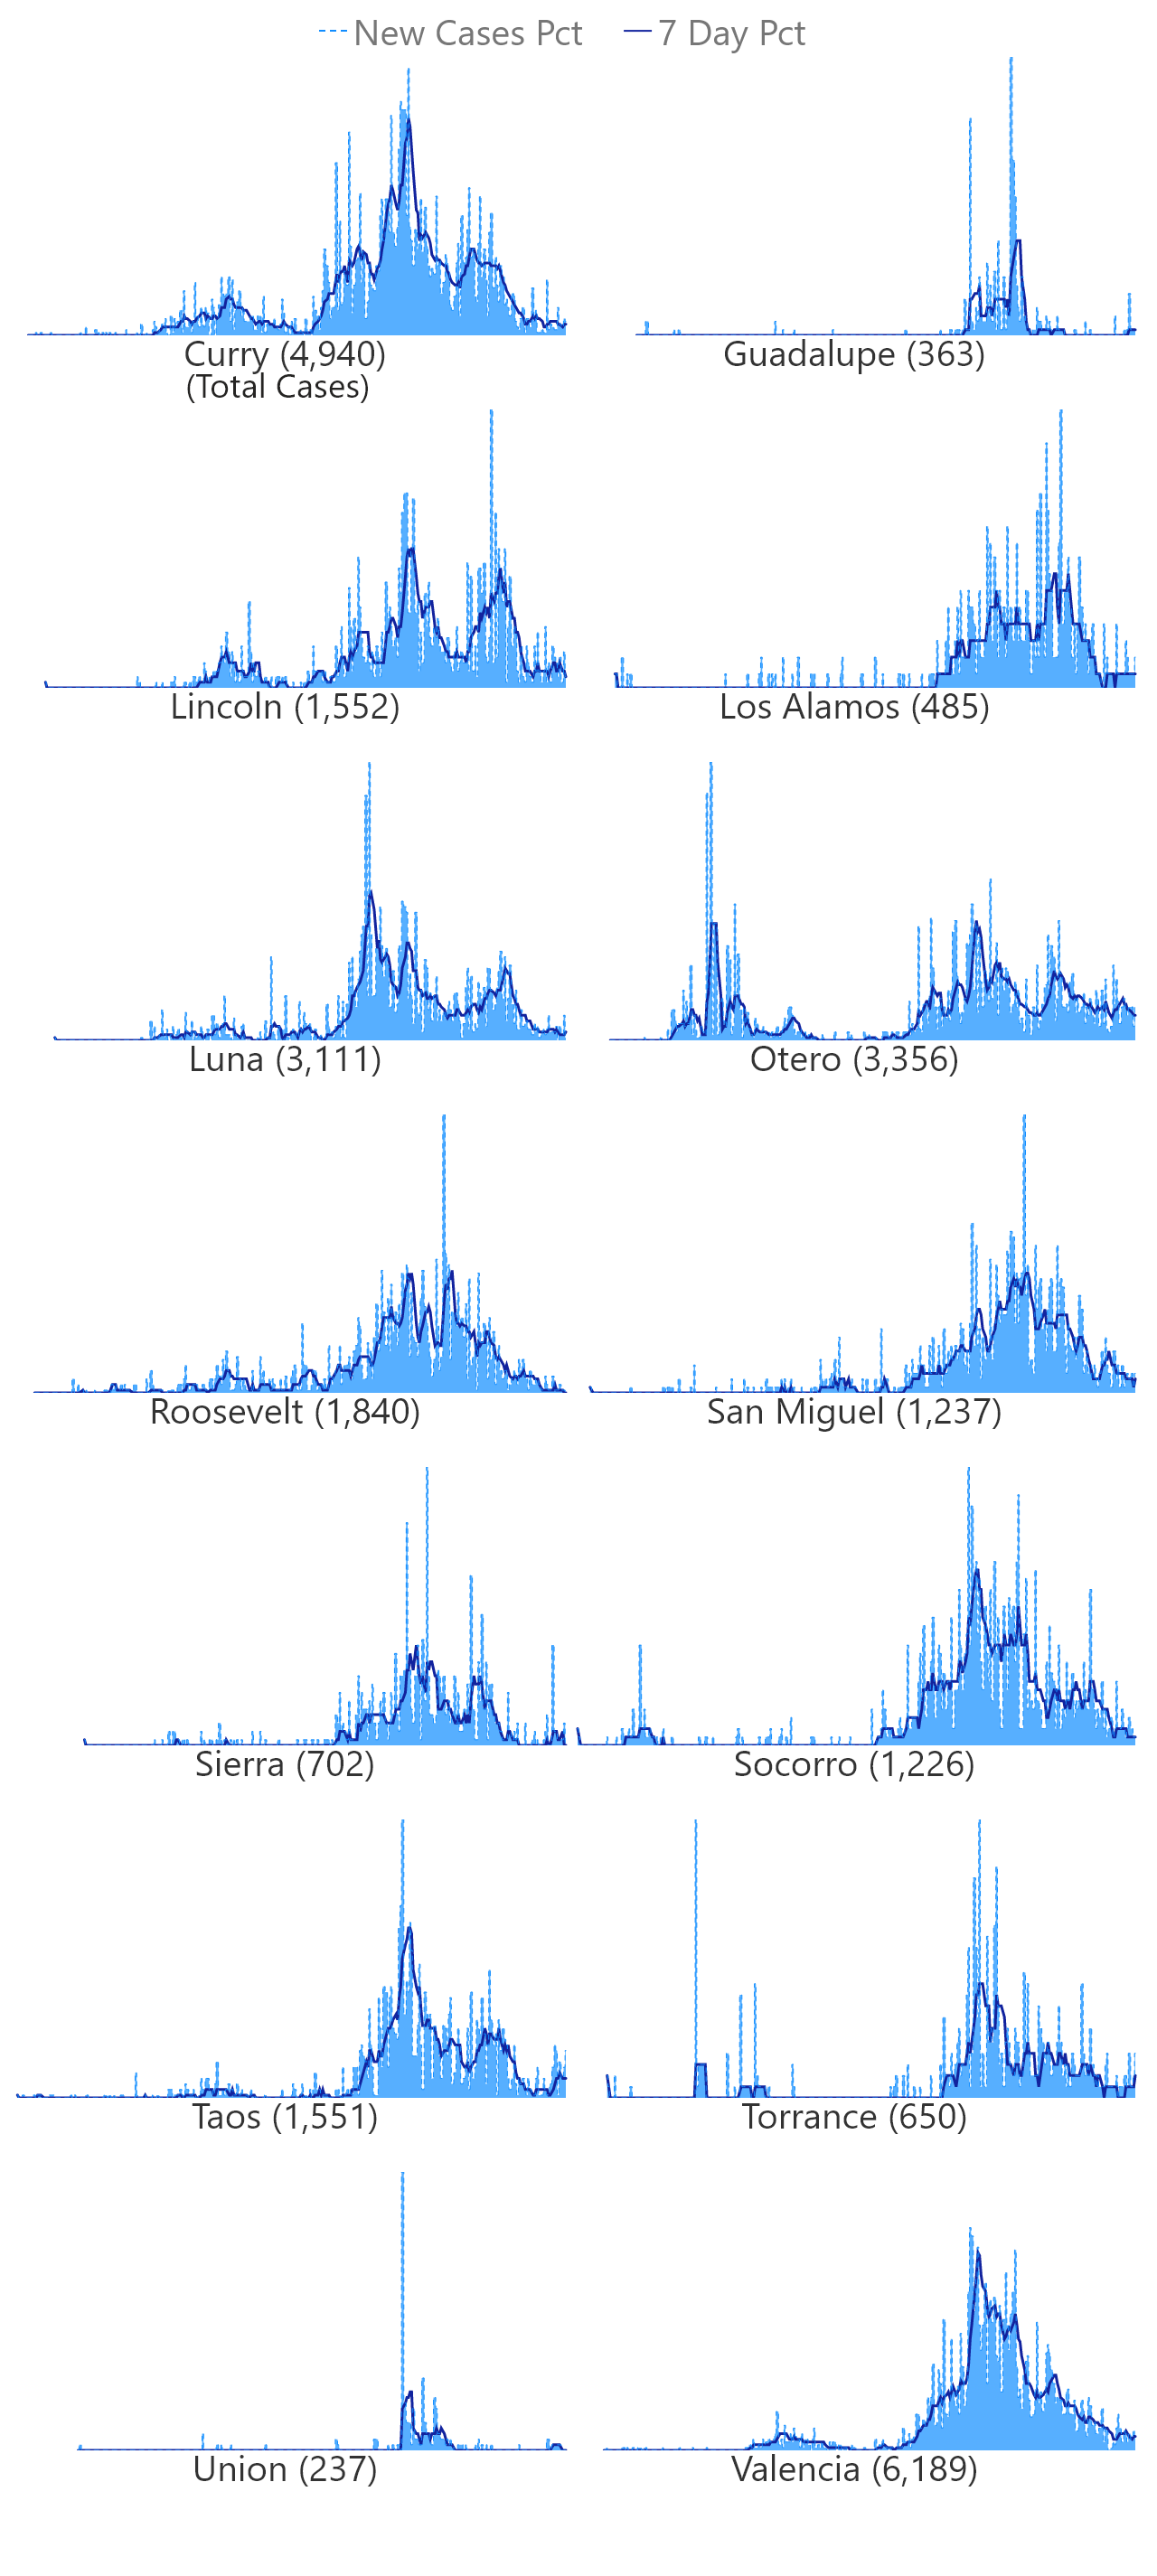 New Cases Pct 7 Day Pct
Curry (4,940) Guadalupe (363)
(Total Cases)
Lincoln (1,552) Los Alamos (485)
Luna (3,111) Otero (3,356)
Roosevelt (1,840) San Miguel (1,237)
Sierra (702) Socorro (1,226)
Taos (1,551) Torrance (650)
Union (237) Valencia (6,189)